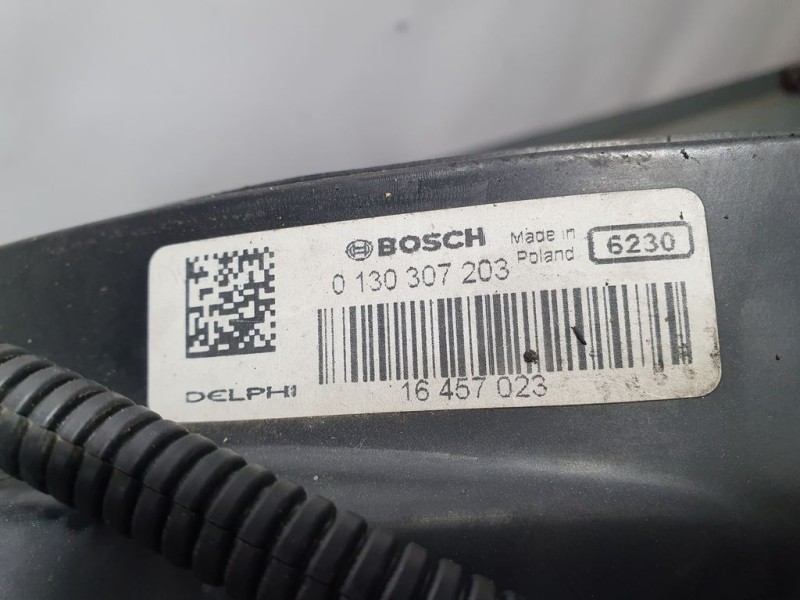 BOSCH Made in Poland 6230
0 130 307 203
16 457 023
DELPHI